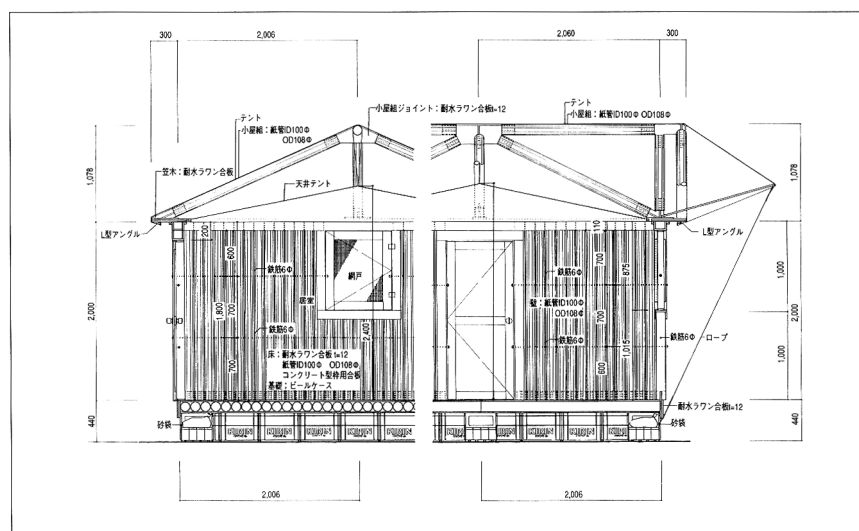 300
2,006
2,060
300
テント
小屋組：紙管ID100Φ
OD108Φ
小屋組ジョイント：耐水ラワン合板t=12
テント
小屋組：紙管ID100Φ OD108Φ
笠木：耐水ラワン合板
天井テント
1,078
1,078
L型アングル
L型アングル
200
600
鉄筋6Φ
網戸
居室
1,800
700
鉄筋6Φ
2,400
700
2,000
床：耐水ラワン合板t=12
紙管ID100Φ OD108Φ
コンクリート型枠用合板
基礎：ビールケース
110
700
875
鉄筋6Φ
壁：紙管ID100Φ
OD108Φ
700
鉄筋6Φ
600
1,015
鉄筋6Φ
ロープ
1,000
2,000
1,000
440
砂袋
KIRIN
KIRIN
KIRIN
KIRIN
KIRIN
KIRIN
KIRIN
KIRIN
耐水ラワン合板t=12
砂袋
440
2,006
2,006